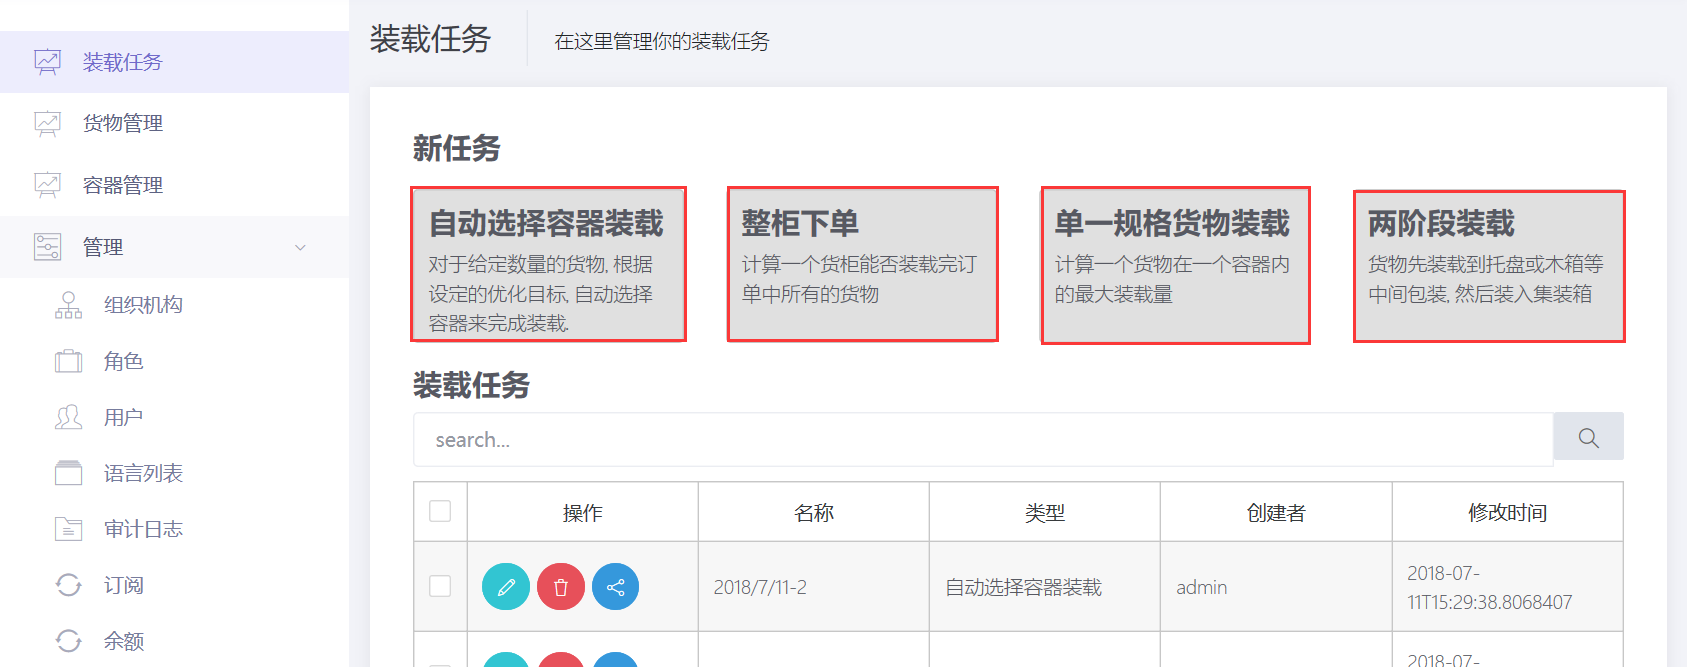 装载任务
货物管理
容器管理
管理
组织机构
角色
用户
语言列表
审计日志
订阅
余额
装载任务
在这里管理你的装载任务
新任务
自动选择容器装载
对于给定数量的货物, 根据
设定的优化目标, 自动选择
容器来完成装载.
整柜下单
计算一个货柜能否装载完订
单中所有的货物
单一规格货物装载
计算一个货物在一个容器内
的最大装载量
两阶段装载
货物先装载到托盘或木箱等
中间包装, 然后装入集装箱
装载任务
search...
操作 名称 类型 创建者 修改时间
2018/7/11-2 自动选择容器装载 admin 2018-07-
11T15:29:38.8068407
2018-07-